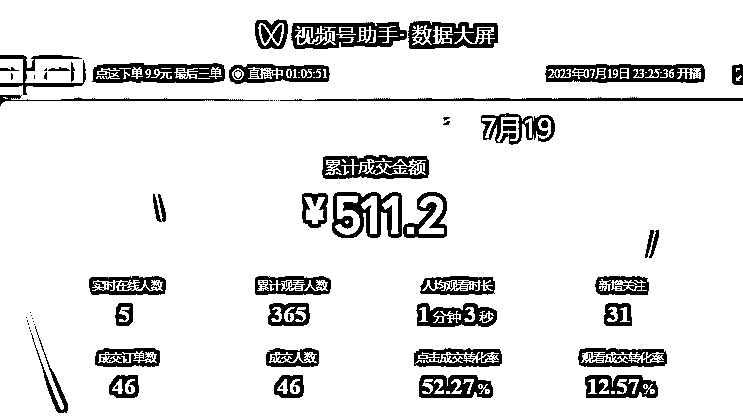 视频号助手·数据大屏
点这下单 9.9元 最后三单 直播中 01:05:51 2023年07月19日 23:25:36 开播
7月19
累计成交金额
¥511.2
实时在线人数 累计观看人数 人均观看时长 新增关注
5 365 1分钟3秒 31
成交订单数 成交人数 点击成交转化率 观看成交转化率
46 46 52.27% 12.57%